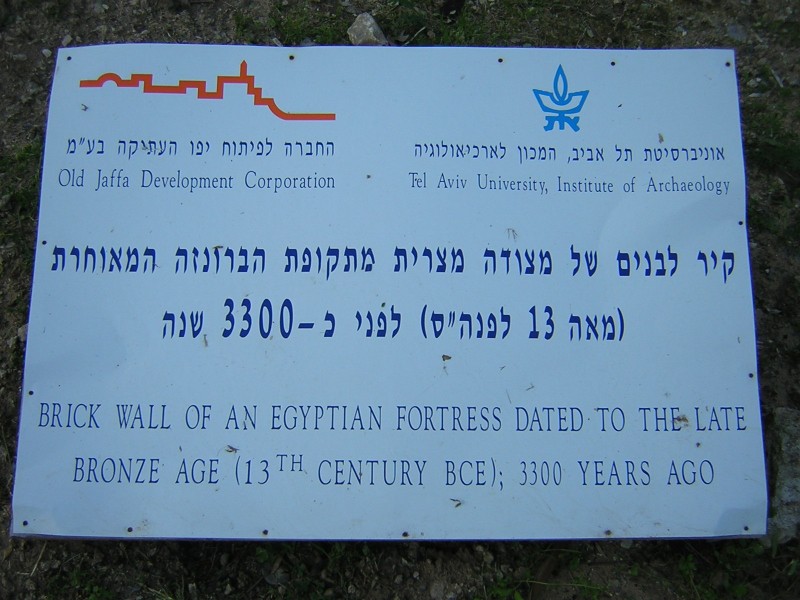 החברה לפיתוח יפו העתיקה בע"מ
Old Jaffa Development Corporation
את
אוניברסיטת תל אביב, המכון לארכיאולוגיה
Tel Aviv University, Institute of Archaeology
קיר לבנים של מצודה מצרית מתקופת הברונזה המאוחרת
(מאה 13 לפנה"ס) לפני כ-3300 שנה
BRICK WALL OF AN EGYPTIAN FORTRESS DATED TO THE LATE
BRONZE AGE (13TH CENTURY BCE); 3300 YEARS AGO